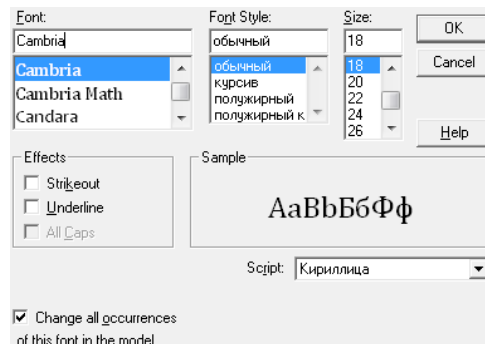 Font:
Font Style:
Size:
Cambria
обычный
18
OK
Cambria
Cambria Math
Candara
обычный
курсив
полужирный
полужирный к
18
20
22
24
26
Cancel
Help
Effects
Strikeout
Underline
All Caps
Sample
AaBbБбФф
Script:
Кириллица
Change all occurrences
of this font in the model